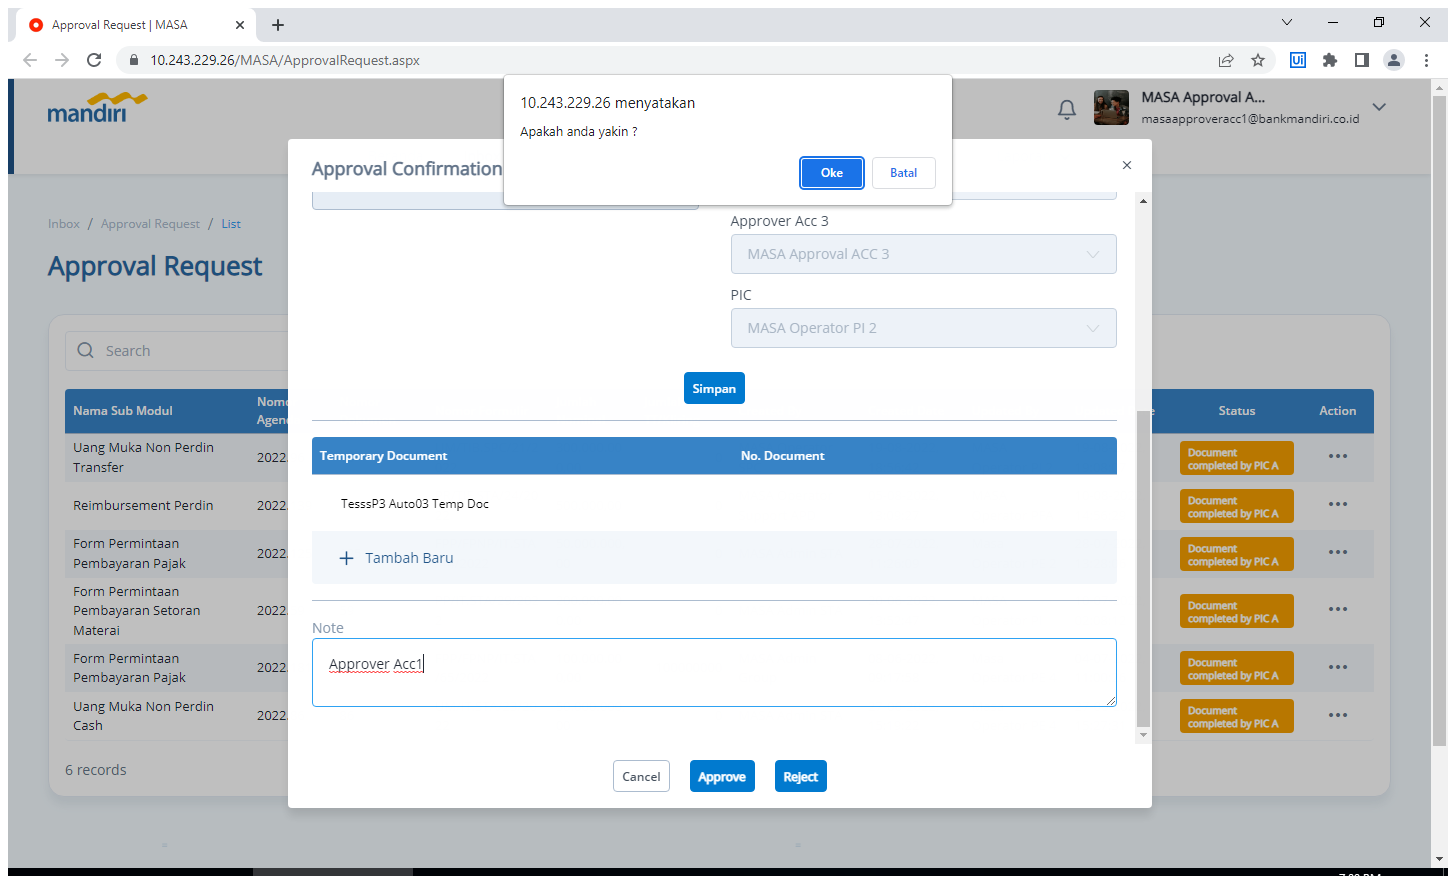 Approval Request | MASA
10.243.229.26/MASA/ApprovalRequest.aspx
mandiri
MASA Approval A...
masaapproveracc1@bankmandiri.co.id
10.243.229.26 menyatakan
Apakah anda yakin ?
Oke
Batal
Inbox / Approval Request / List
Approval Request
Search
Nama Sub Modul
Status
Action
Uang Muka Non Perdin
Transfer
2022.
Document
completed by PIC A
Reimbursement Perdin
2022.
Document
completed by PIC A
Form Permintaan
Pembayaran Pajak
2022.
Document
completed by PIC A
Form Permintaan
Pembayaran Setoran
Materai
2022.
Document
completed by PIC A
Form Permintaan
Pembayaran Pajak
2022.
Document
completed by PIC A
Uang Muka Non Perdin
Cash
2022.
Document
completed by PIC A
6 records
Approval Confirmation
Approver Acc 3
MASA Approval ACC 3
PIC
MASA Operator PI 2
Simpan
Temporary Document
No. Document
TesssP3 Auto03 Temp Doc
Tambah Baru
Note
Approver Acc1
Cancel
Approve
Reject